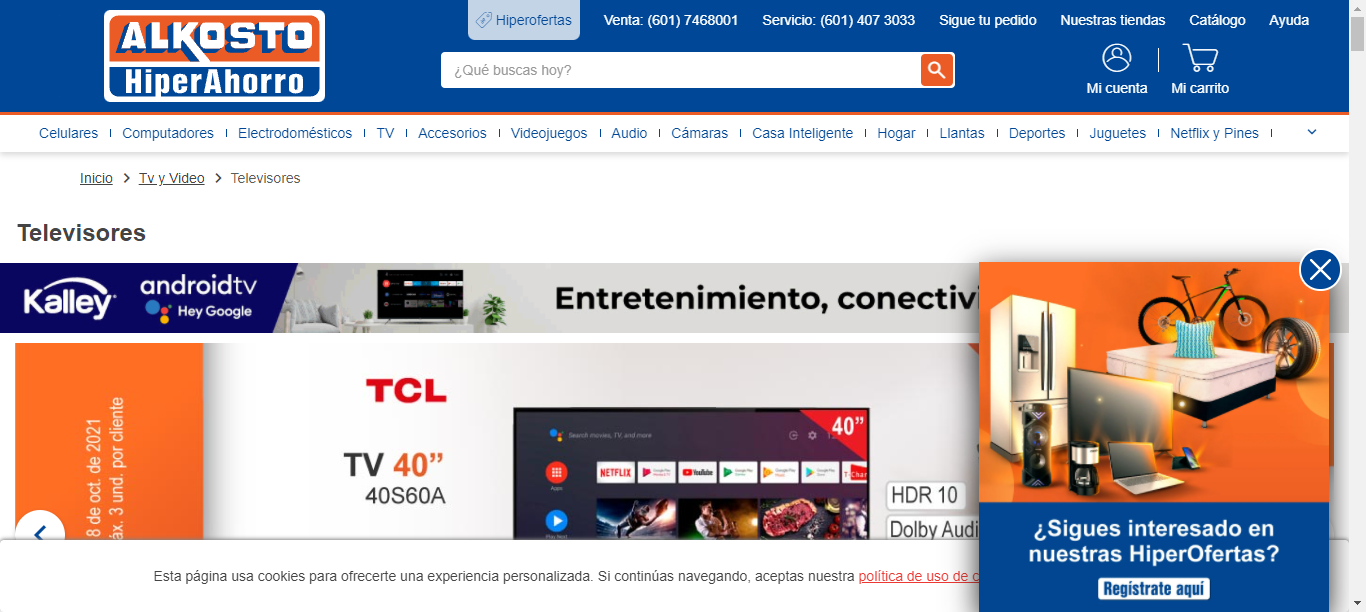 ALKOSTO
HiperAhorro
Hiperofertas
Venta: (601) 7468001
Servicio: (601) 407 3033
Sigue tu pedido
Nuestras tiendas
Catálogo
Ayuda
¿Qué buscas hoy?
Mi cuenta
Mi carrito
Celulares
Computadores
Electrodomésticos
TV
Accesorios
Videojuegos
Audio
Cámaras
Casa Inteligente
Hogar
Llantas
Deportes
Juguetes
Netflix y Pines
Inicio > Tv y Video > Televisores
Televisores
Kalley
androidtv
Hey Google
Entretenimiento, conectivi
8 de oct. de 2021
áx. 3 und. por cliente
TCL
TV 40”
40S60A
40”
Search movies, TV, and more
Apps
NETFLIX
YouTube
HDR 10
Dolby Audi
Esta página usa cookies para ofrecerte una experiencia personalizada. Si continúas navegando, aceptas nuestra política de uso de c
¿Sigues interesado en
nuestras HiperOfertas?
Regístrate aquí